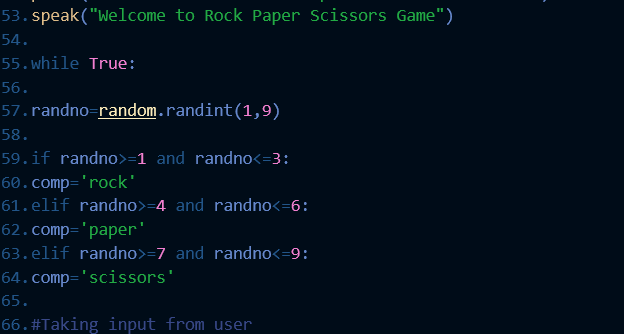 53.speak("Welcome to Rock Paper Scissors Game")
54.
55.while True:
56.
57.randno=random.randint(1,9)
58.
59.if randno>=1 and randno<=3:
60.comp='rock'
61.elif randno>=4 and randno<=6:
62.comp='paper'
63.elif randno>=7 and randno<=9:
64.comp='scissors'
65.
66.#Taking input from user